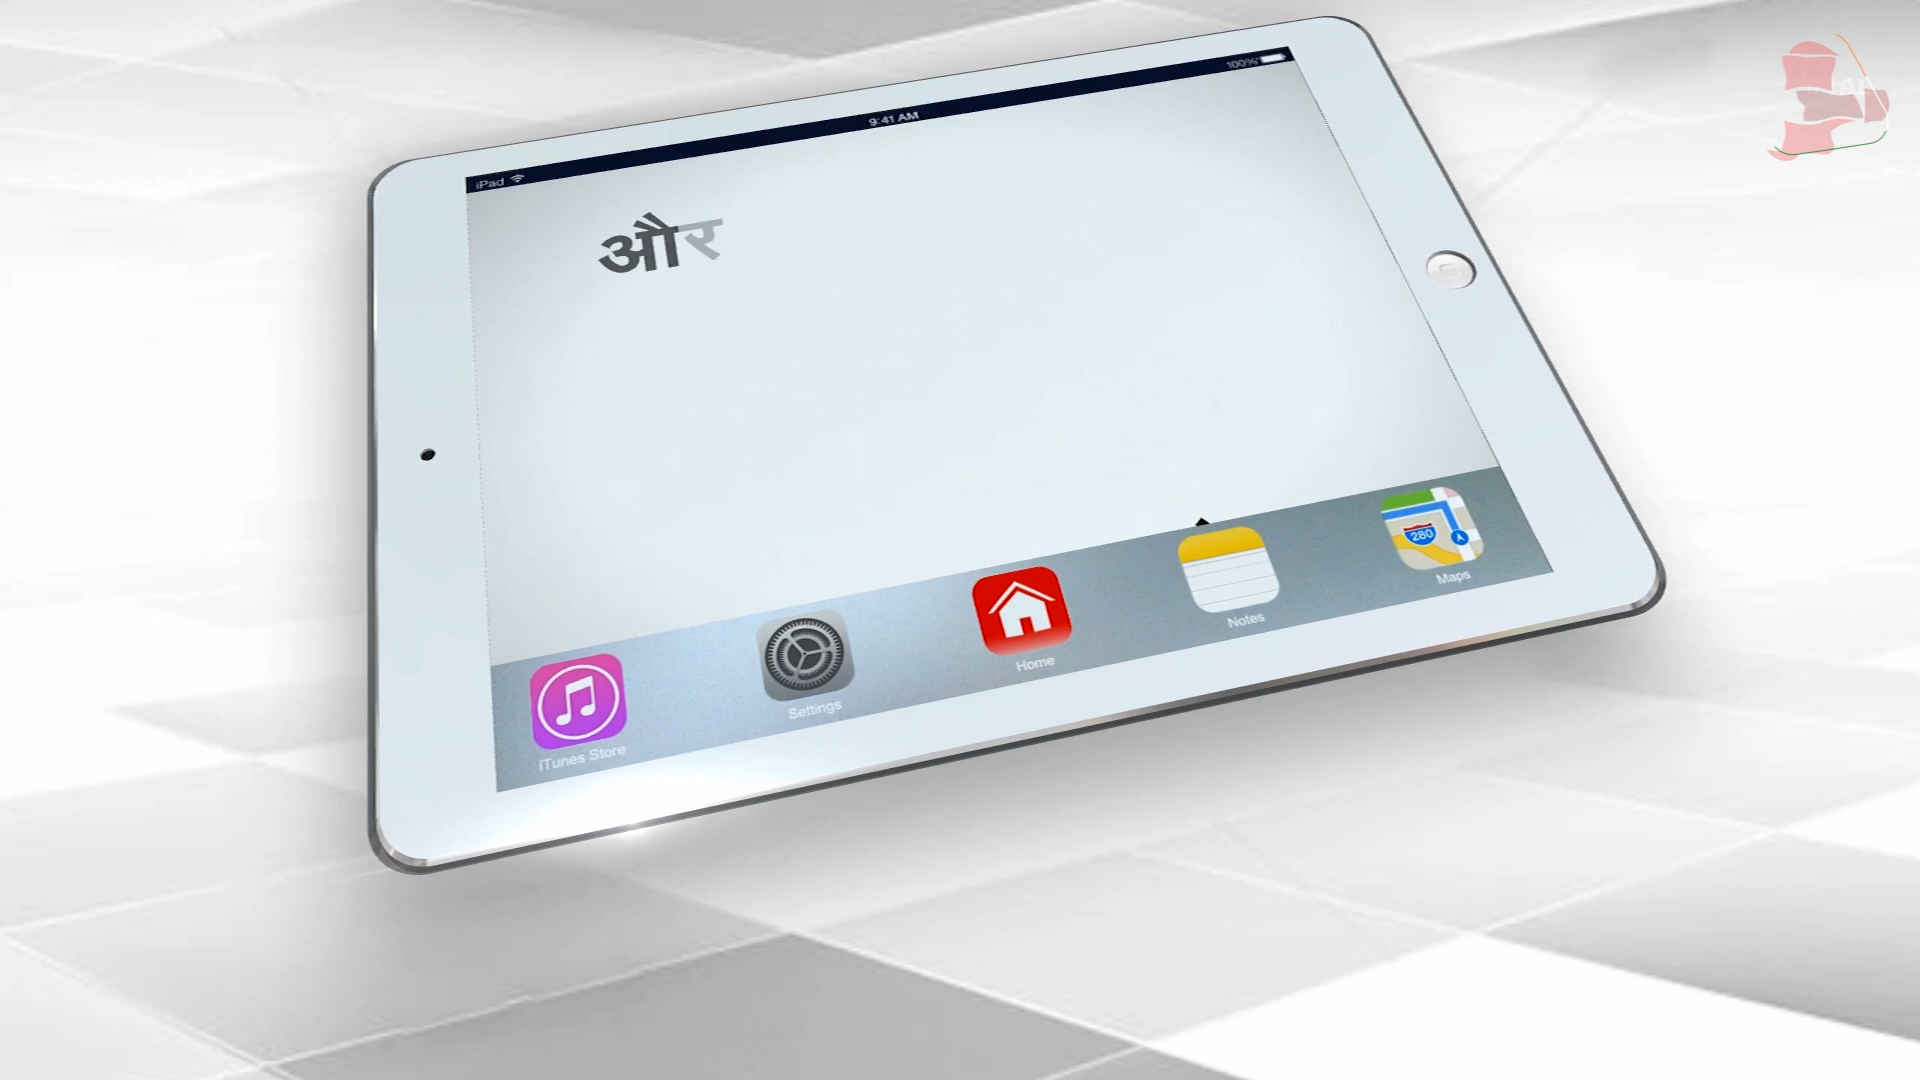 100%
9:41 AM
iPad
और
280
Maps
Notes
Home
Settings
iTunes Store